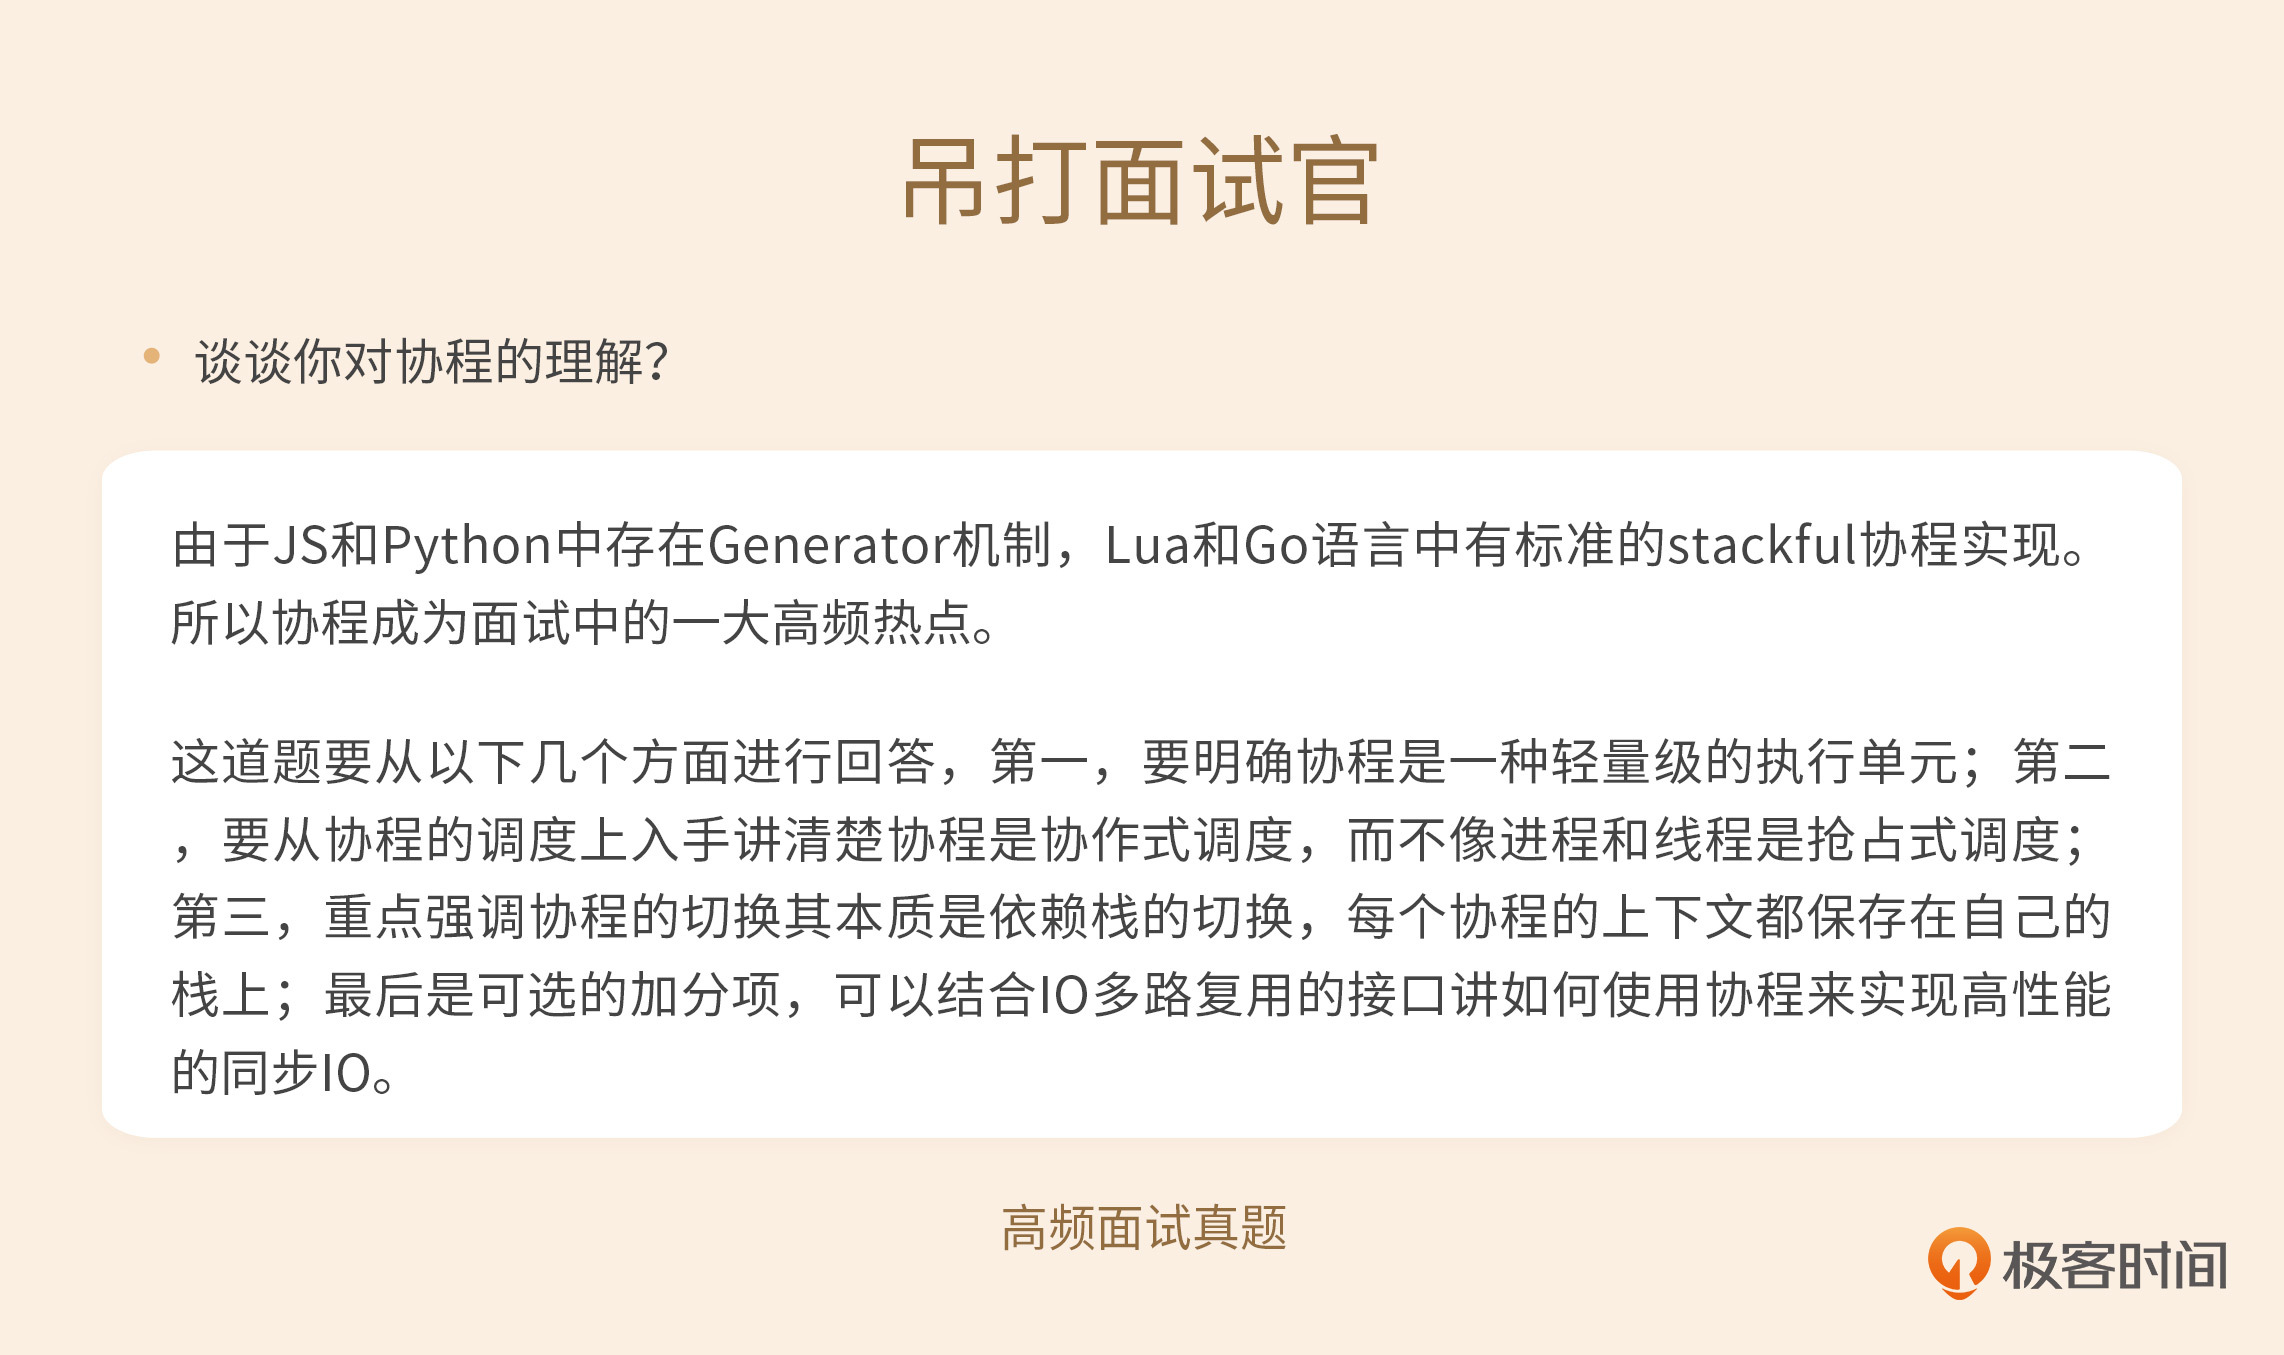 吊打面试官
谈谈你对协程的理解？
由于JS和Python中存在Generator机制，Lua和Go语言中有标准的stackful协程实现。
所以协程成为面试中的一大高频热点。
这道题要从以下几个方面进行回答，第一，要明确协程是一种轻量级的执行单元；第二
，要从协程的调度上入手讲清楚协程是协作式调度，而不像进程和线程是抢占式调度；
第三，重点强调协程的切换其本质是依赖栈的切换，每个协程的上下文都保存在自己的
栈上；最后是可选的加分项，可以结合IO多路复用的接口讲如何使用协程来实现高性能
的同步IO。
高频面试真题
极客时间